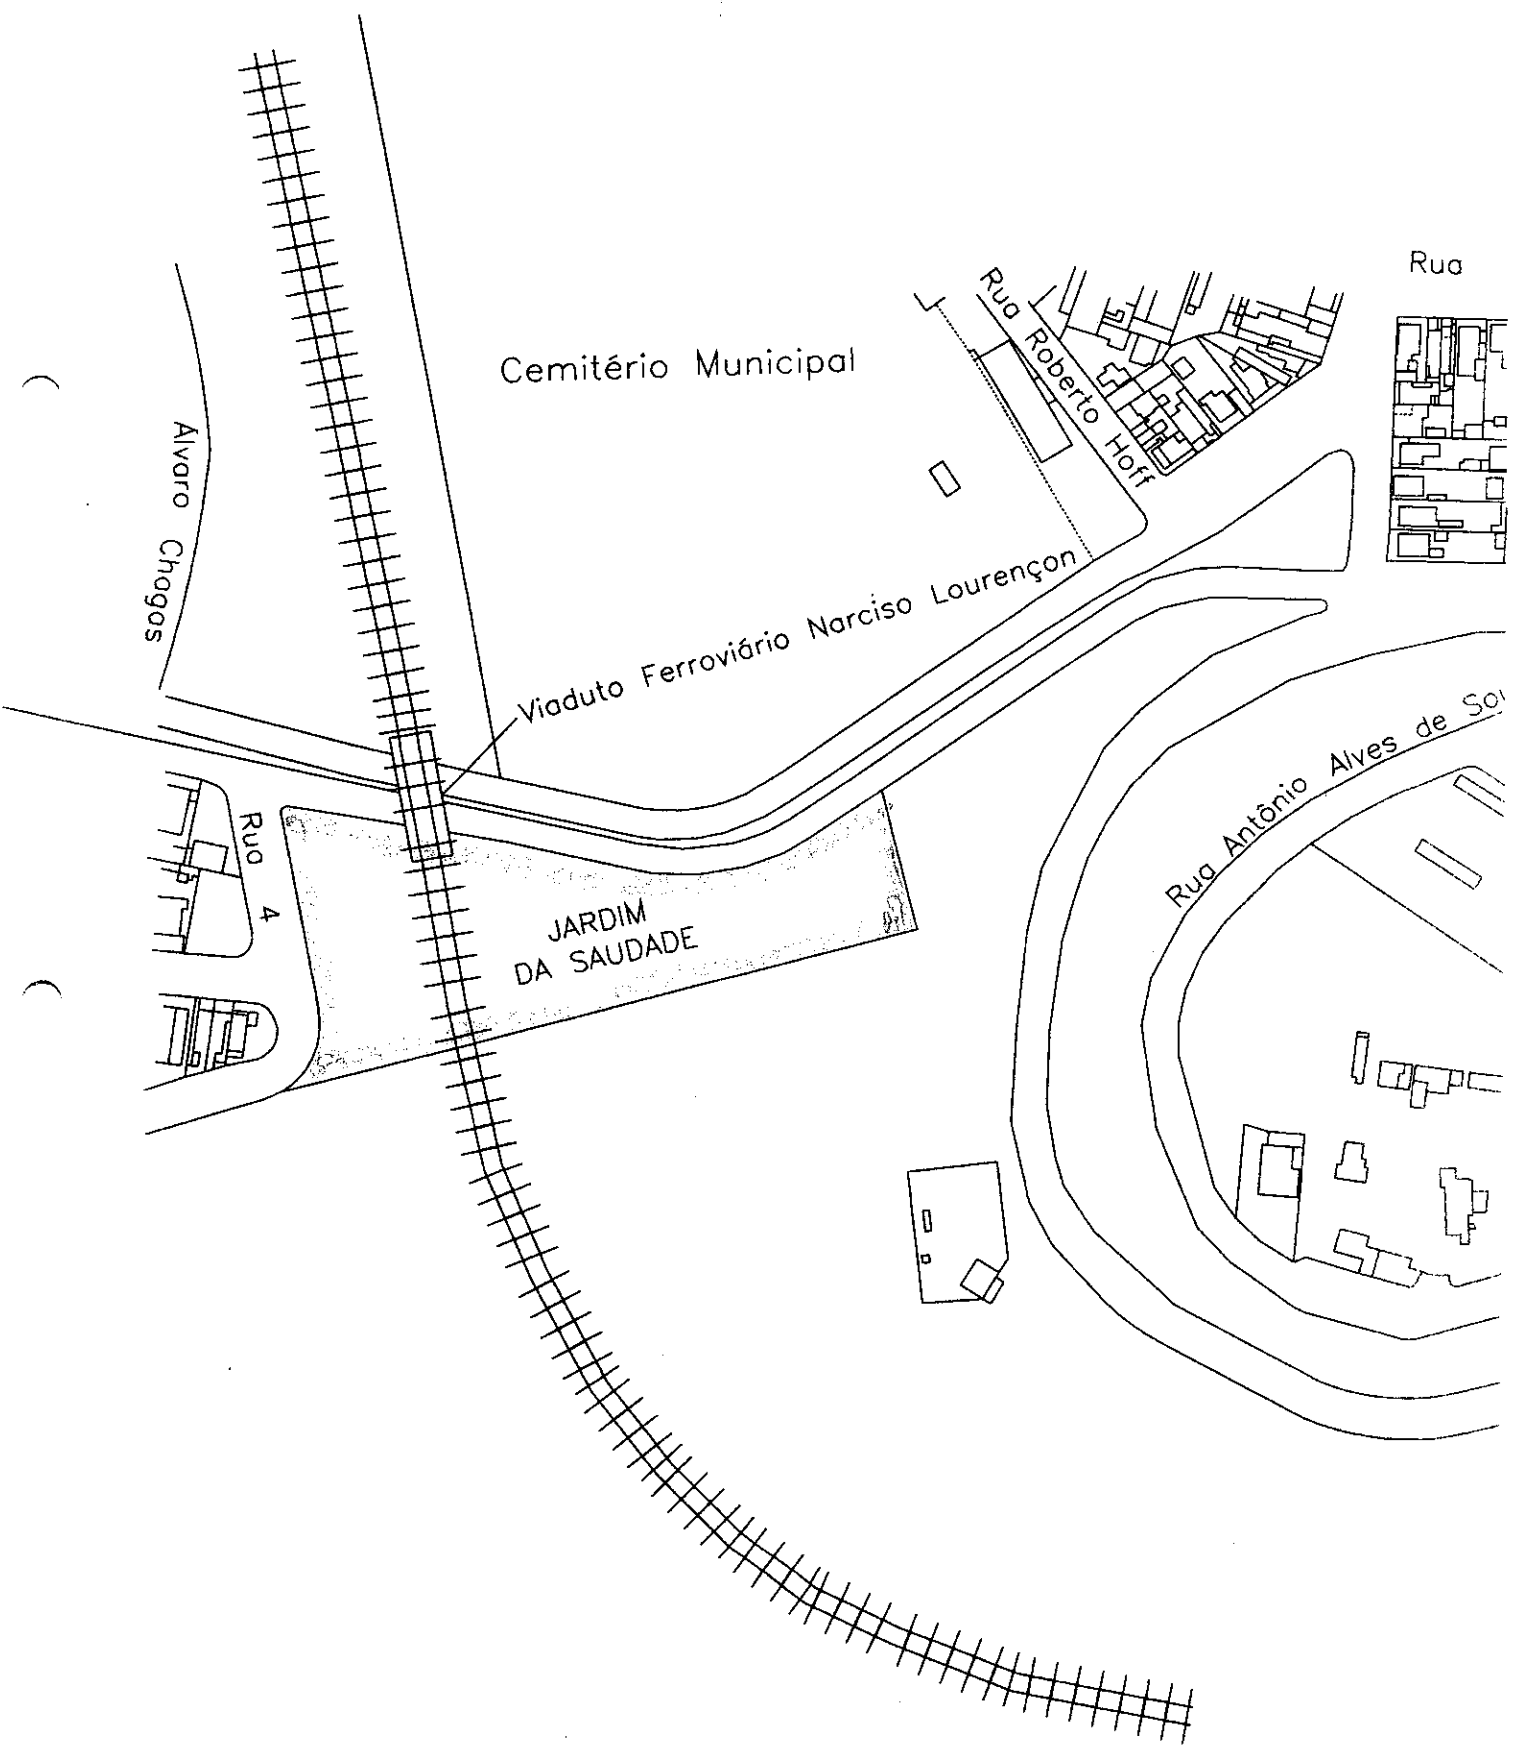 Rua
Rua Roberto Hoff
Cemitério Municipal
Álvaro Chagas
Viaduto Ferroviário Narciso Lourençon
Rua Antônio Alves de
Rua 4
JARDIM
DA SAUDADE